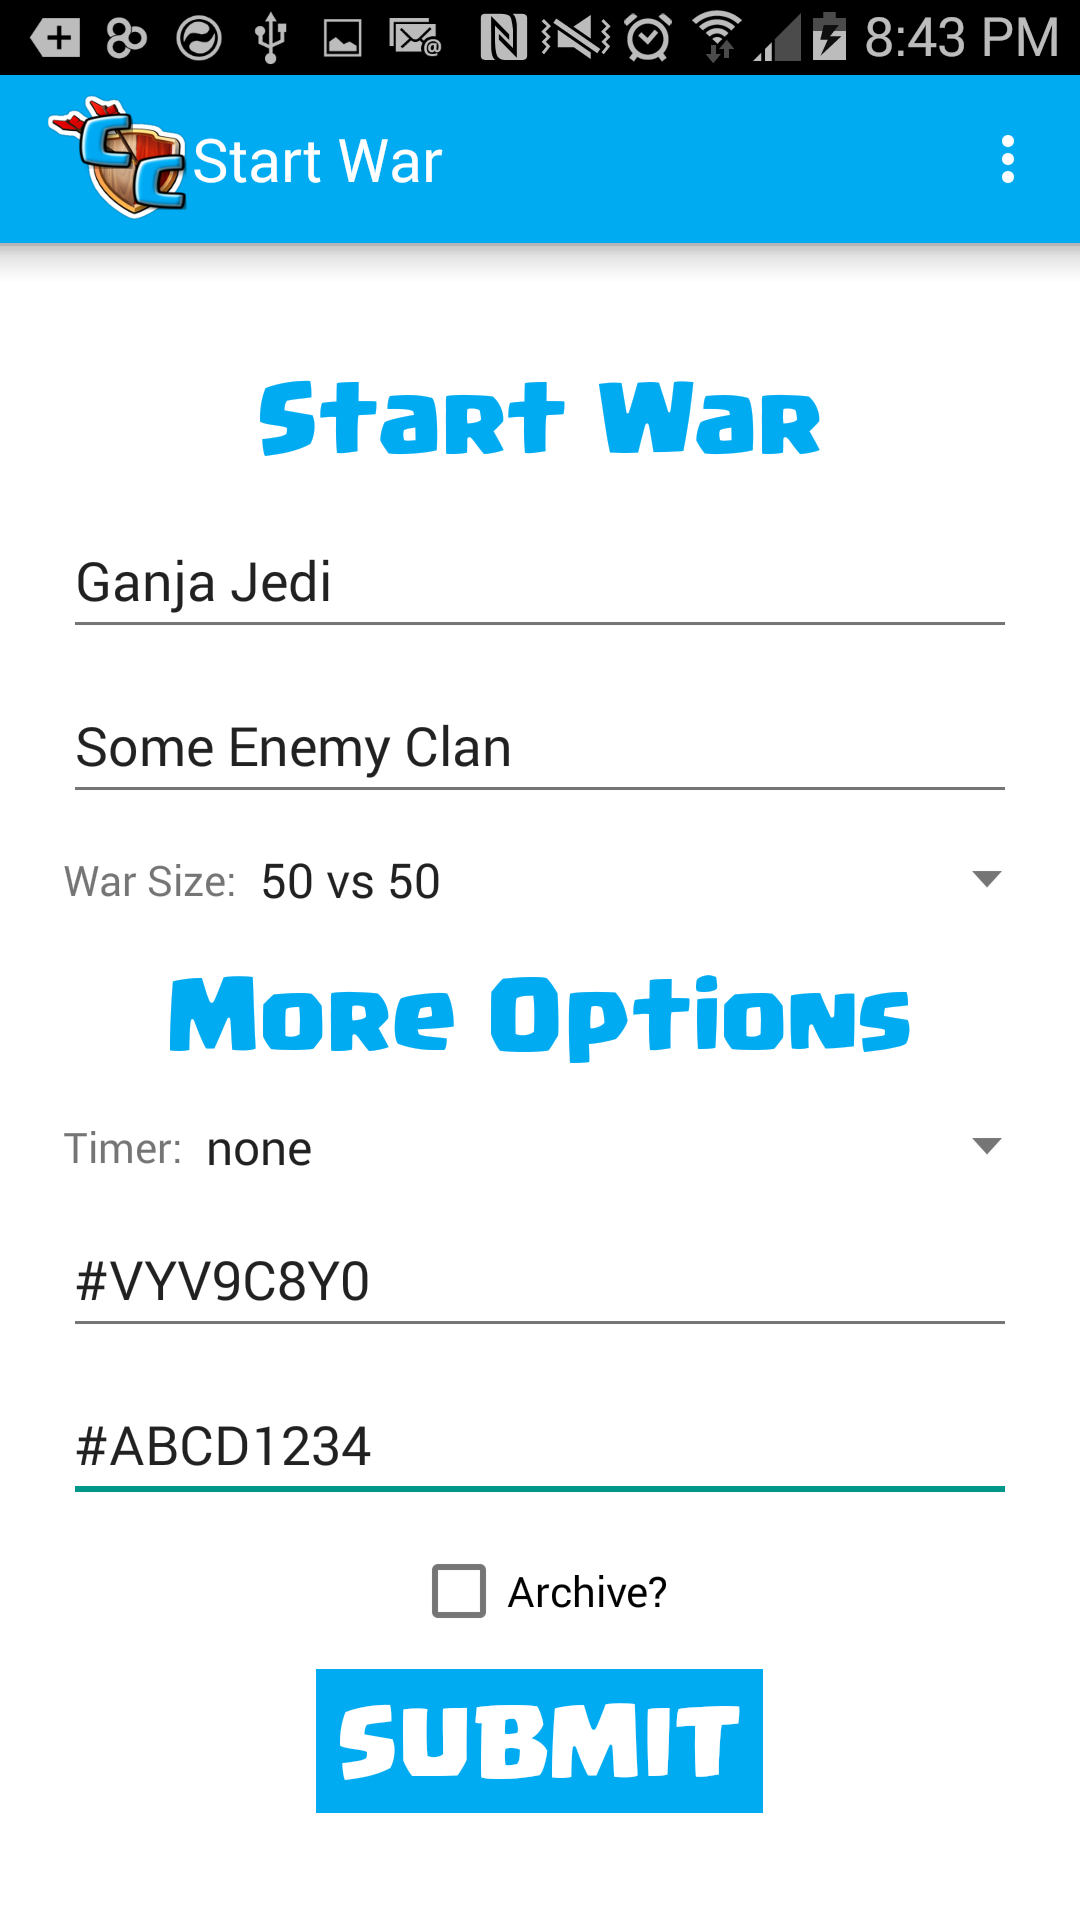 8:43 PM
CC Start War
Start War
Ganja Jedi
Some Enemy Clan
War Size: 50 vs 50
More Options
Timer: none
#VYV9C8Y0
#ABCD1234
Archive?
SUBMIT